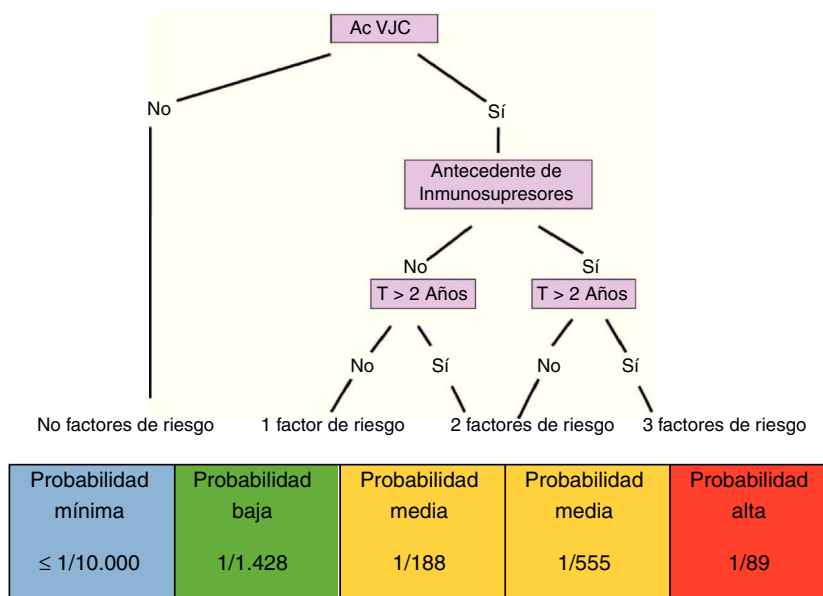 Ac VJC
No
Sí
Antecedente de
Inmunosupresores
No
Sí
T > 2 Años
T > 2 Años
No
Sí
No
Sí
No factores de riesgo
1 factor de riesgo
2 factores de riesgo
3 factores de riesgo
Probabilidad
mínima
≤ 1/10.000
Probabilidad
baja
1/1.428
Probabilidad
media
1/188
Probabilidad
media
1/555
Probabilidad
alta
1/89